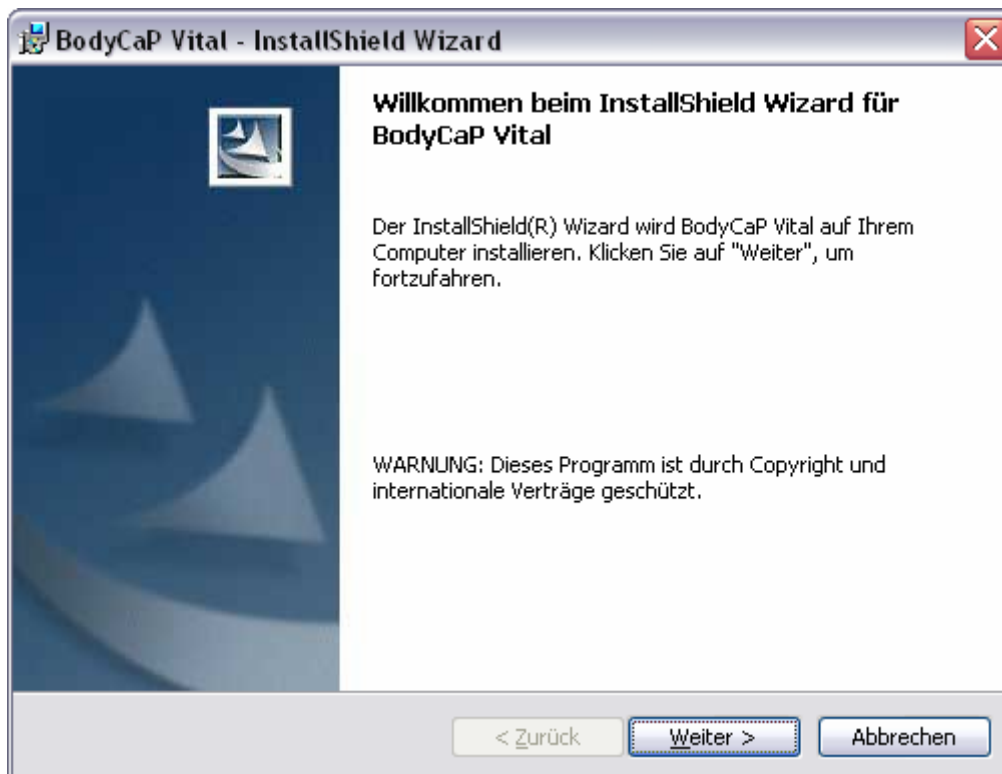 BodyCaP Vital - InstallShield Wizard
Willkommen beim InstallShield Wizard für
BodyCaP Vital
Der InstallShield(R) Wizard wird BodyCaP Vital auf Ihrem
Computer installieren. Klicken Sie auf "Weiter", um
fortzufahren.
WARNUNG: Dieses Programm ist durch Copyright und
internationale Verträge geschützt.
< Zurück Weiter > Abbrechen